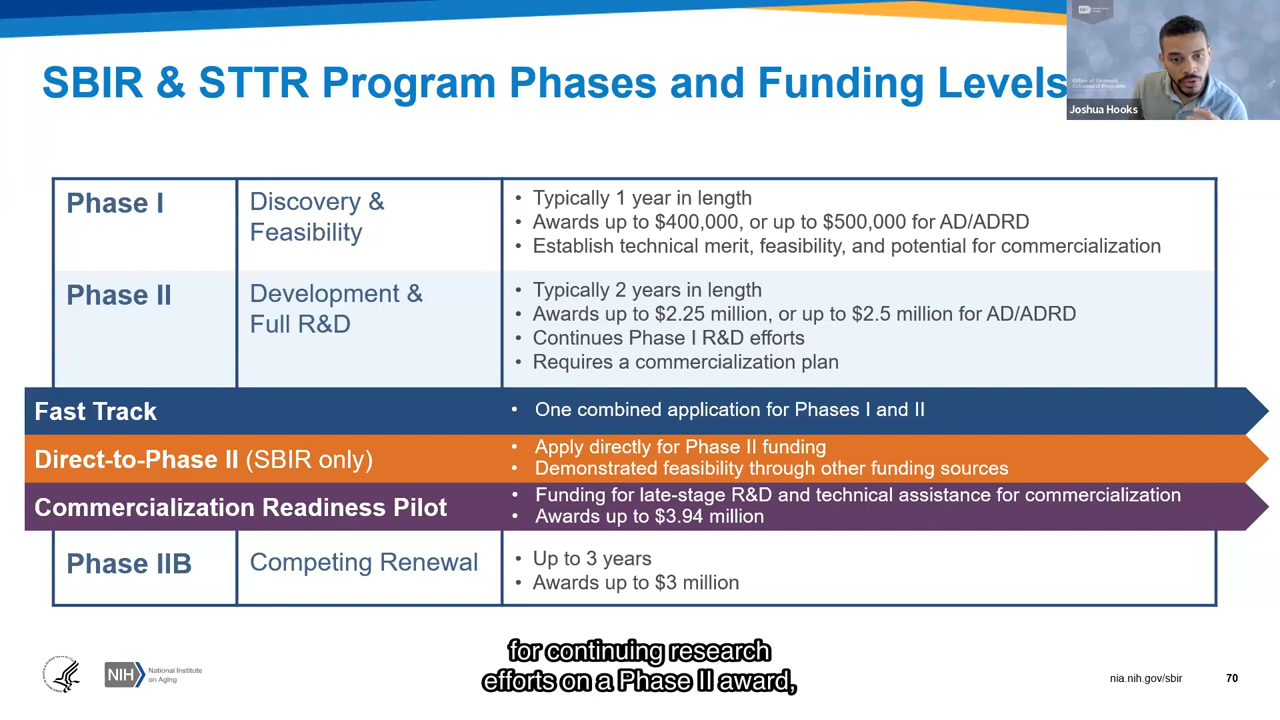 SBIR & STTR Program Phases and Funding Levels
NIH
Office of Strategic
Extramural Programs
Joshua Hooks
Phase I
Discovery &
Feasibility
• Typically 1 year in length
• Awards up to $400,000, or up to $500,000 for AD/ADRD
• Establish technical merit, feasibility, and potential for commercialization
Phase II
Development &
Full R&D
• Typically 2 years in length
• Awards up to $2.25 million, or up to $2.5 million for AD/ADRD
• Continues Phase I R&D efforts
• Requires a commercialization plan
Fast Track
• One combined application for Phases I and II
Direct-to-Phase II (SBIR only)
• Apply directly for Phase II funding
• Demonstrated feasibility through other funding sources
Commercialization Readiness Pilot
• Funding for late-stage R&D and technical assistance for commercialization
• Awards up to $3.94 million
Phase IIB
Competing Renewal
• Up to 3 years
• Awards up to $3 million
for continuing research
efforts on a Phase II award,
NIH
National Institute
on Aging
nia.nih.gov/sbir
70